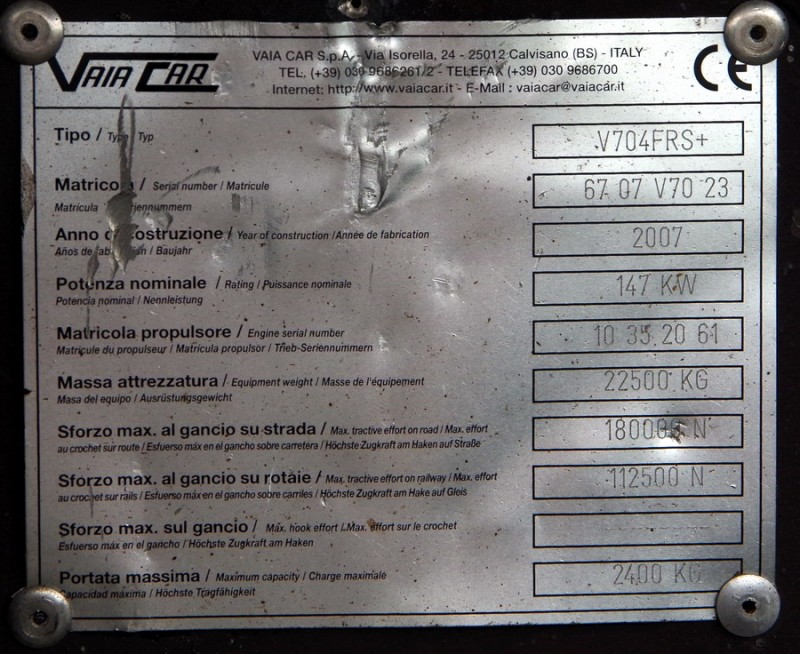 VAIA CAR
VAIA CAR S.p.A. - Via Isorella, 24 - 25012 Calvisano (BS) - ITALY
TEL. (+39) 030 9686261/2 - TELEFAX (+39) 030 9686700
Internet: http://www.vaiacar.it - E-Mail : vaiacar@vaiacar.it
CE
Tipo / Type / Typ V704FRS+
Matricola / Serial number / Matricule 67 07 V70 23
Matrícula Seriennummern
Anno costruzione / Year of construction / Année de fabrication 2007
Años de / Baujahr
Potenza nominale / Rating / Puissance nominale 147 KW
Potencia nominal / Nennleistung
Matricola propulsore / Engine serial number 10 35 20 61
Matricule du propulseur / Matrícula propulsor / Trieb-Seriennummern
Massa attrezzatura / Equipment weight / Masse de l'équipement 22500 KG
Masa del equipo / Ausrüstungsgewicht
Sforzo max. al gancio su strada / Max. tractive effort on road / Max. effort 180000 N
au crochet sur route / Esfuerso máx en el gancho sobre carretera / Höchste Zugkraft am Haken auf Straße
Sforzo max. al gancio su rotaie / Max. tractive effort on railway / Max. effort 112500 N
au crochet sur rails / Esfuerso máx en el gancho sobre carriles / Höchste Zugkraft am Hake auf Gleis
Sforzo max. sul gancio / Max. hook effort / Max. effort sur le crochet
Esfuerso máx en el gancho / Höchste Zugkraft am Haken
Portata massima / Maximum capacity / Charge maximale 2400 KG
Capacidad máxima / Höchste Tragfähigkeit